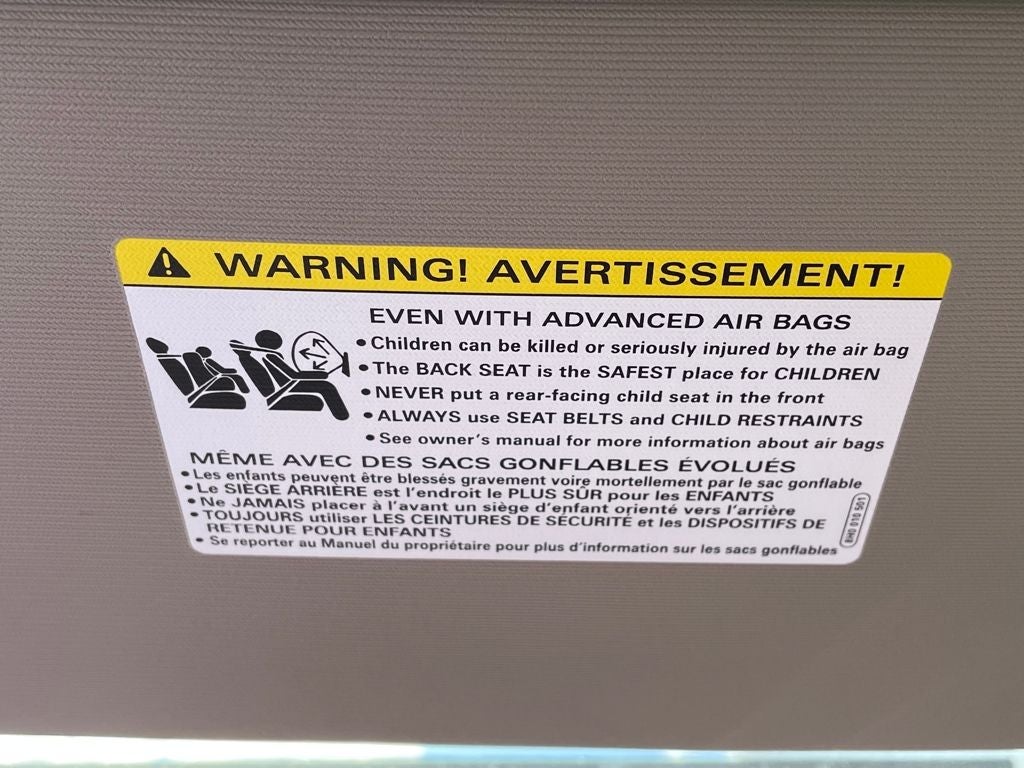 WARNING! AVERTISSEMENT!
EVEN WITH ADVANCED AIR BAGS
• Children can be killed or seriously injured by the air bag
• The BACK SEAT is the SAFEST place for CHILDREN
• NEVER put a rear-facing child seat in the front
• ALWAYS use SEAT BELTS and CHILD RESTRAINTS
• See owner's manual for more information about air bags
MÊME AVEC DES SACS GONFLABLES ÉVOLUÉS
• Les enfants peuvent être blessés gravement voire mortellement par le sac gonflable
• Le SIÈGE ARRIÈRE est l'endroit le PLUS SÛR pour les ENFANTS
• Ne JAMAIS placer à l'avant un siège d'enfant orienté vers l'arrière
• TOUJOURS utiliser LES CEINTURES DE SÉCURITÉ et les DISPOSITIFS DE
RETENUE POUR ENFANTS
• Se reporter au Manuel du propriétaire pour plus d'information sur les sacs gonflables
8H0 010 501